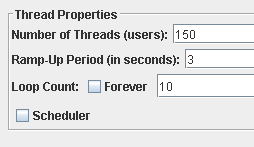 Thread Properties
Number of Threads (users): 150
Ramp-Up Period (in seconds): 3
Loop Count: Forever 10
Scheduler